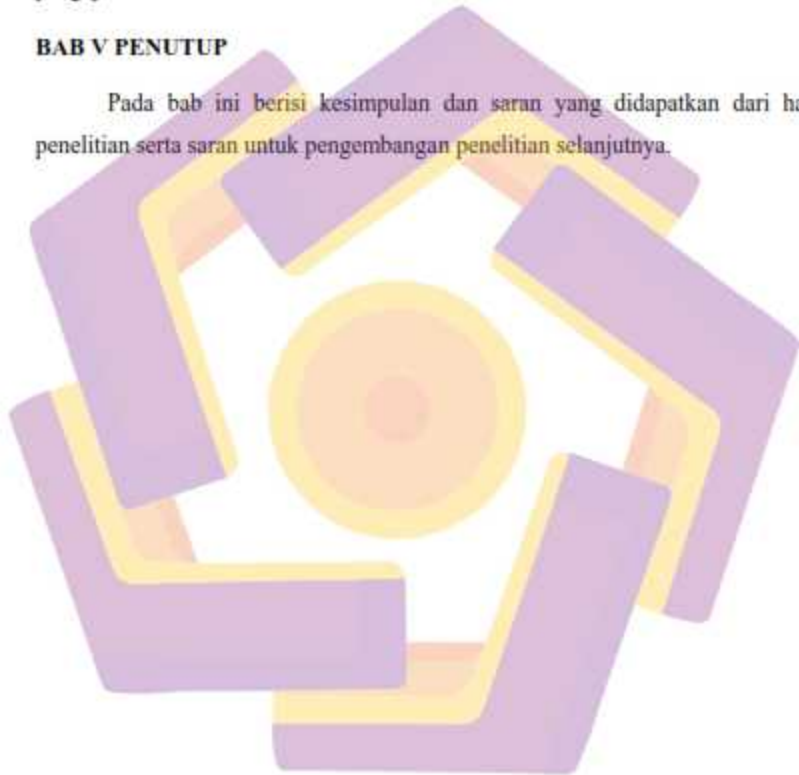 BAB V PENUTUP
Pada bab ini berisi kesimpulan dan saran yang didapatkan dari
penelitian serta saran untuk pengembangan penelitian selanjutnya.